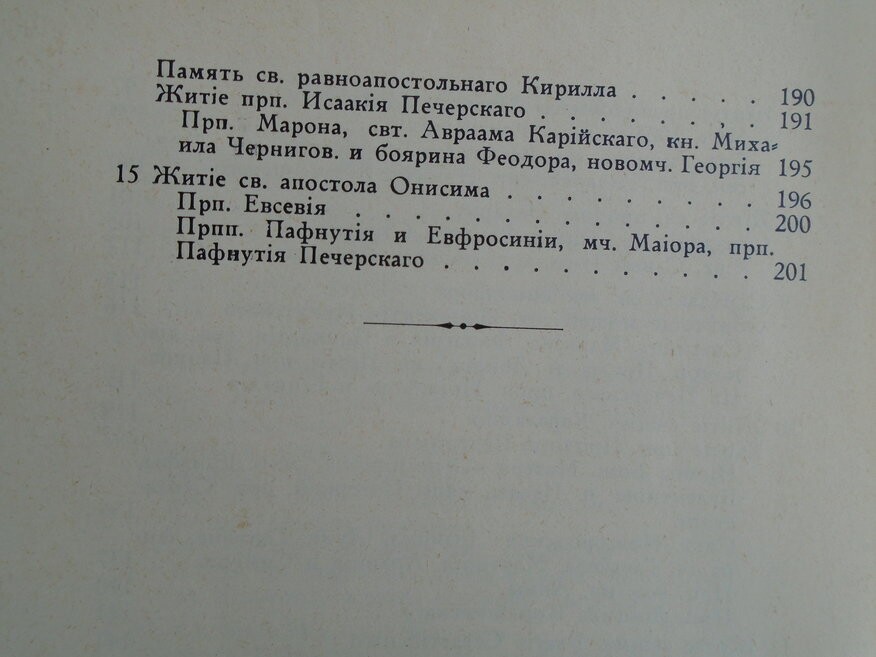 Память св. равноапостольнаго Кирилла . . . . . 190
Житіе прп. Исаакія Печерскаго . . . . . . , . 191
Прп. Марона, свт. Авраама Карійскаго, кн. Миха=
ила Чернигов. и боярина Феодора, новомч. Георгія 195
15 Житіе св. апостола Онисима . . . . . . . . . 196
Прп. Евсевія . . . . . . . . . . . . . . 200
Прпп. Пафнутія и Евфросиніи, мч. Маіора, прп.
Пафнутія Печерскаго . . . . . . . . . . . 201